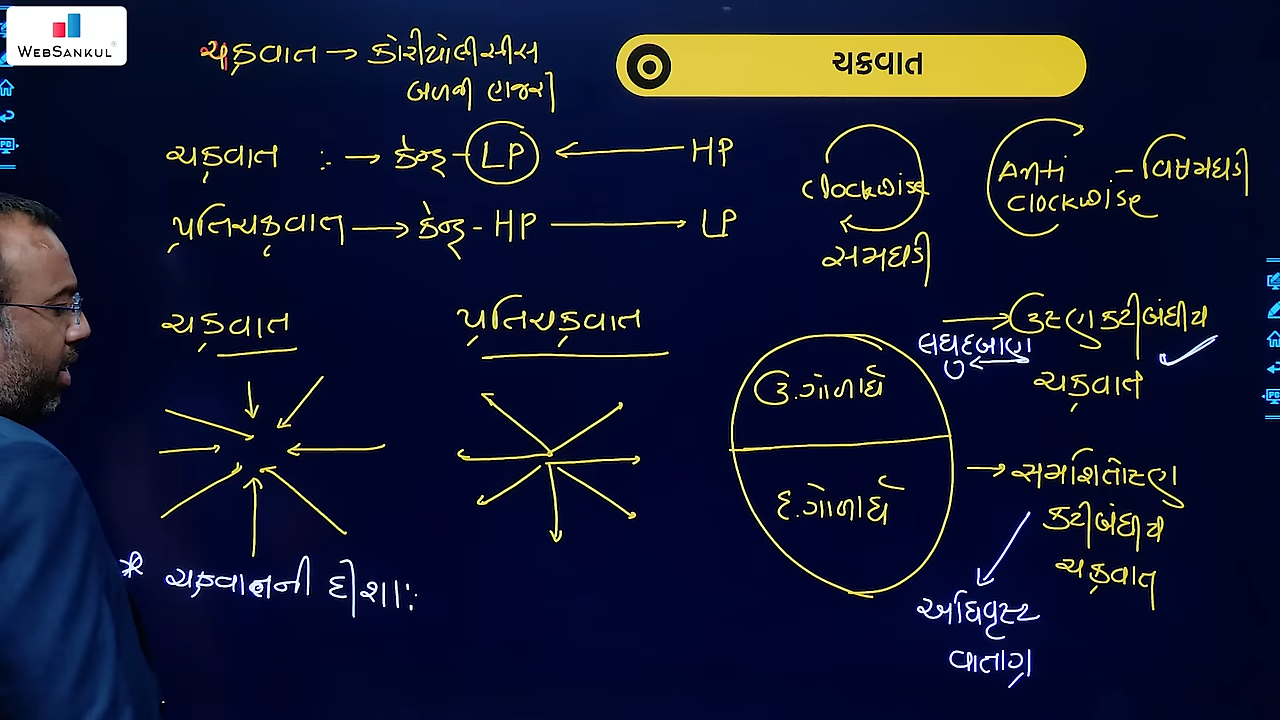 WEBSANKUL
ચક્રવાત
ચક્રવાત → કોરીયોલીસીસ
બળની હાજરી
ચક્રવાત : → કેન્દ્ર - LP ← HP
પ્રતિચક્રવાત → કેન્દ્ર - HP → LP
clockwise
સમઘડી
Anti - વિષમઘડી
clockwise
ચક્રવાત
પ્રતિચક્રવાત
→ ઉષ્ણકટીબંધીય
ચક્રવાત
લઘુદબાણ
ઉ.ગોળાર્ધ
દ.ગોળાર્ધ
→ સમશિતોષ્ણ
કટીબંધીય
ચક્રવાત
* ચક્રવાતની દીશા :
વાતાગ્ર